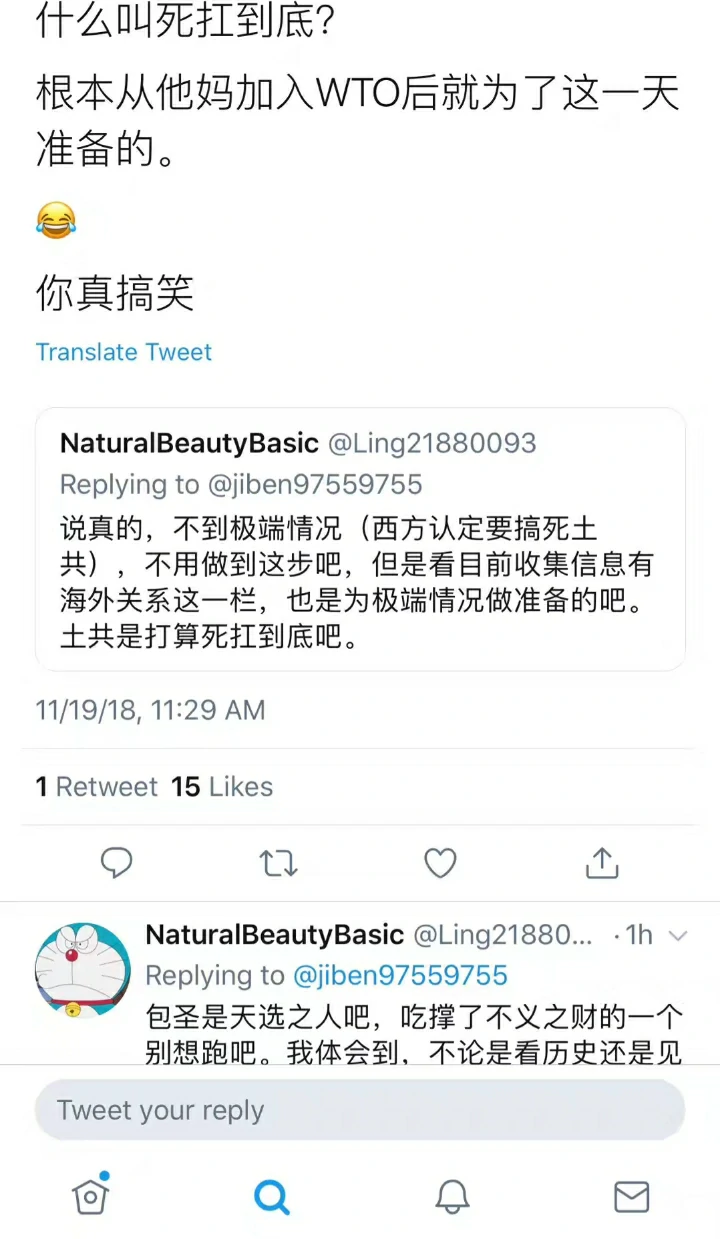 什么叫死扛到底？
根本从他妈加入WTO后就为了这一天
准备的。
😂
你真搞笑
Translate Tweet
NaturalBeautyBasic @Ling21880093
Replying to @jiben97559755
说真的，不到极端情况（西方认定要搞死土
共），不用做到这步吧，但是看目前收集信息有
海外关系这一栏，也是为极端情况做准备的吧。
土共是打算死扛到底吧。
11/19/18, 11:29 AM
1 Retweet 15 Likes
NaturalBeautyBasic @Ling21880... · 1h
Replying to @jiben97559755
包圣是天选之人吧，吃撑了不义之财的一个
别想跑吧。我体会到，不论是看历史还是见
Tweet your reply